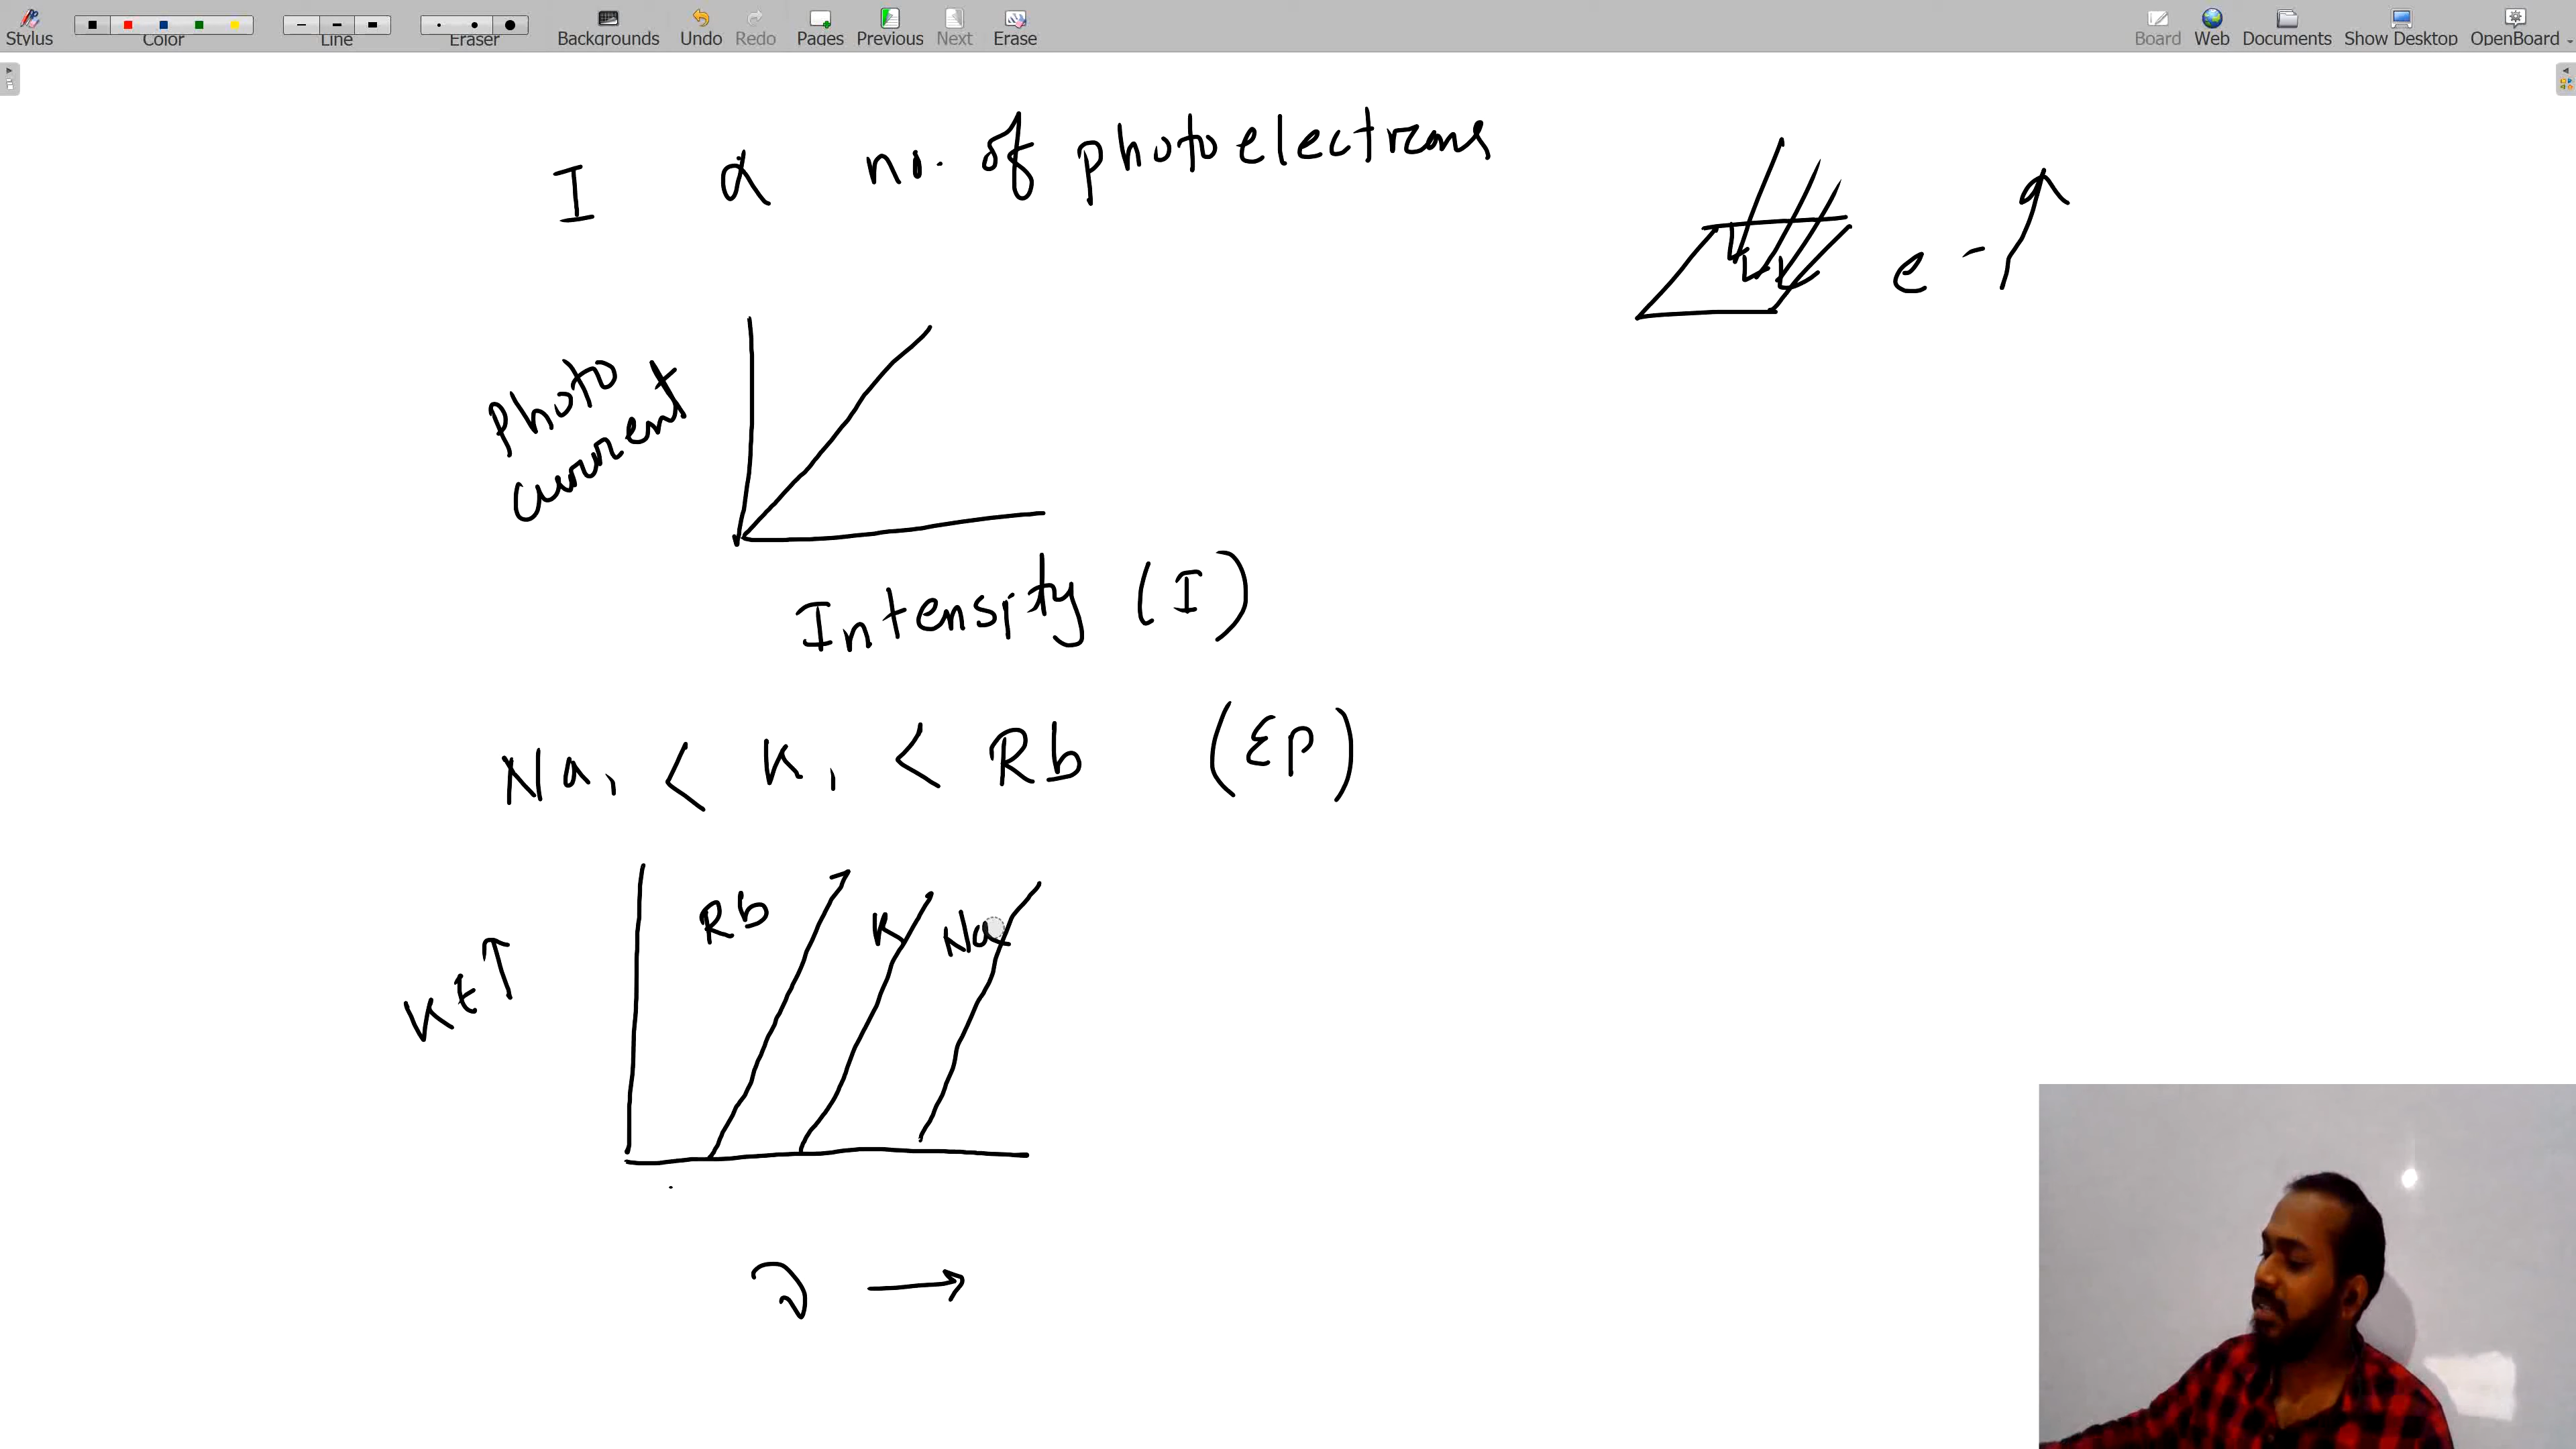 Stylus Color Line Eraser Backgrounds Undo Redo Pages Previous Next Erase Board Web Documents Show Desktop OpenBoard
I α no. of photoelectrons
e -
Photo
current
Intensity (I)
Na, < K, < Rb (EP)
Rb K Na
KE↑
ν →